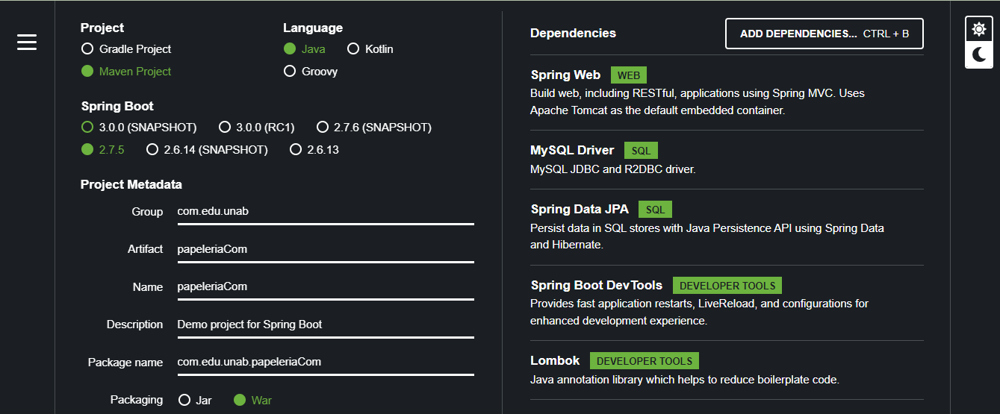 Project
Gradle Project
Maven Project
Language
Java Kotlin
Groovy
Spring Boot
3.0.0 (SNAPSHOT) 3.0.0 (RC1) 2.7.6 (SNAPSHOT)
2.7.5 2.6.14 (SNAPSHOT) 2.6.13
Project Metadata
Group com.edu.unab
Artifact papeleriaCom
Name papeleriaCom
Description Demo project for Spring Boot
Package name com.edu.unab.papeleriaCom
Packaging Jar War
Dependencies ADD DEPENDENCIES... CTRL + B
Spring Web WEB
Build web, including RESTful, applications using Spring MVC. Uses
Apache Tomcat as the default embedded container.
MySQL Driver SQL
MySQL JDBC and R2DBC driver.
Spring Data JPA SQL
Persist data in SQL stores with Java Persistence API using Spring Data
and Hibernate.
Spring Boot DevTools DEVELOPER TOOLS
Provides fast application restarts, LiveReload, and configurations for
enhanced development experience.
Lombok DEVELOPER TOOLS
Java annotation library which helps to reduce boilerplate code.